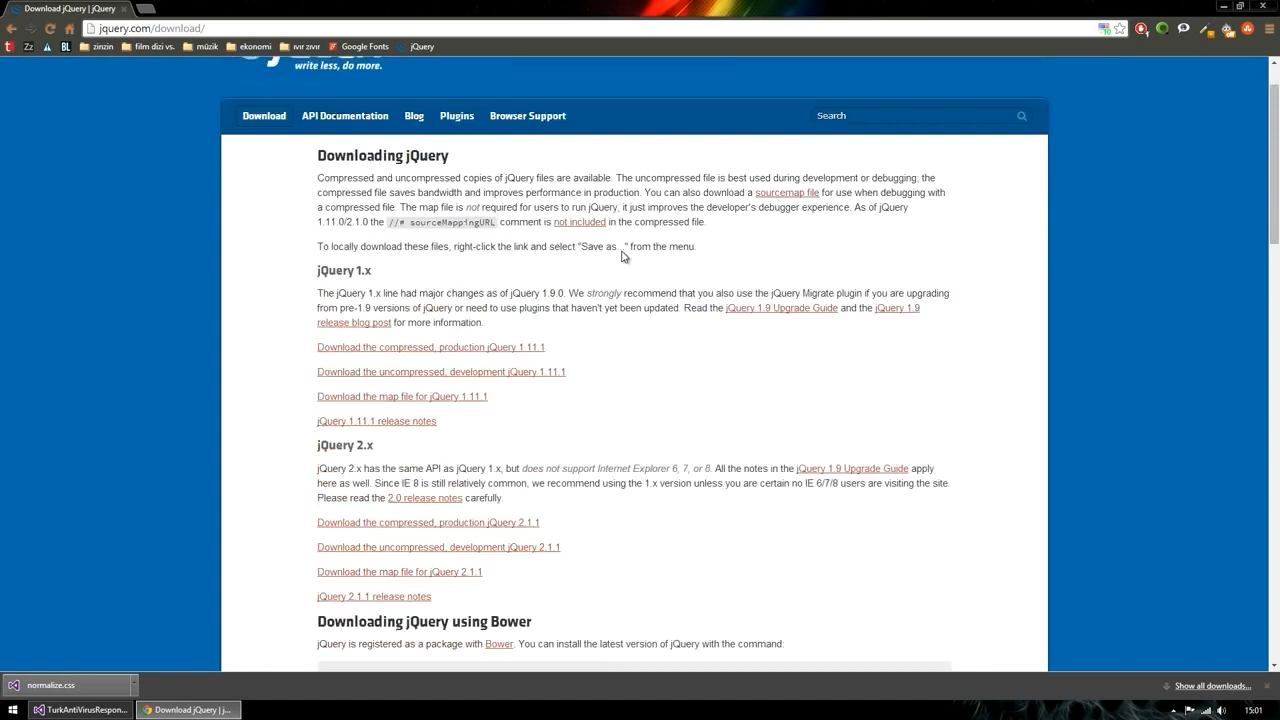 Download jQuery | jQuery
jquery.com/download/
zinzin
film dizi vs.
müzik
ekonomi
ıvır zıvır
Google Fonts
jQuery
write less, do more.
Download
API Documentation
Blog
Plugins
Browser Support
Search
Downloading jQuery
Compressed and uncompressed copies of jQuery files are available. The uncompressed file is best used during development or debugging; the
compressed file saves bandwidth and improves performance in production. You can also download a sourcemap file for use when debugging with
a compressed file. The map file is not required for users to run jQuery, it just improves the developer's debugger experience. As of jQuery
1.11.0/2.1.0 the //# sourceMappingURL comment is not included in the compressed file.
To locally download these files, right-click the link and select "Save as..." from the menu.
jQuery 1.x
The jQuery 1.x line had major changes as of jQuery 1.9.0. We strongly recommend that you also use the jQuery Migrate plugin if you are upgrading
from pre-1.9 versions of jQuery or need to use plugins that haven't yet been updated. Read the jQuery 1.9 Upgrade Guide and the jQuery 1.9
release blog post for more information.
Download the compressed, production jQuery 1.11.1
Download the uncompressed, development jQuery 1.11.1
Download the map file for jQuery 1.11.1
jQuery 1.11.1 release notes
jQuery 2.x
jQuery 2.x has the same API as jQuery 1.x, but does not support Internet Explorer 6, 7, or 8. All the notes in the jQuery 1.9 Upgrade Guide apply
here as well. Since IE 8 is still relatively common, we recommend using the 1.x version unless you are certain no IE 6/7/8 users are visiting the site.
Please read the 2.0 release notes carefully.
Download the compressed, production jQuery 2.1.1
Download the uncompressed, development jQuery 2.1.1
Download the map file for jQuery 2.1.1
jQuery 2.1.1 release notes
Downloading jQuery using Bower
jQuery is registered as a package with Bower. You can install the latest version of jQuery with the command:
normalize.css
Show all downloads...
TurkAntiVirusRespon...
Download jQuery | j...
15:01